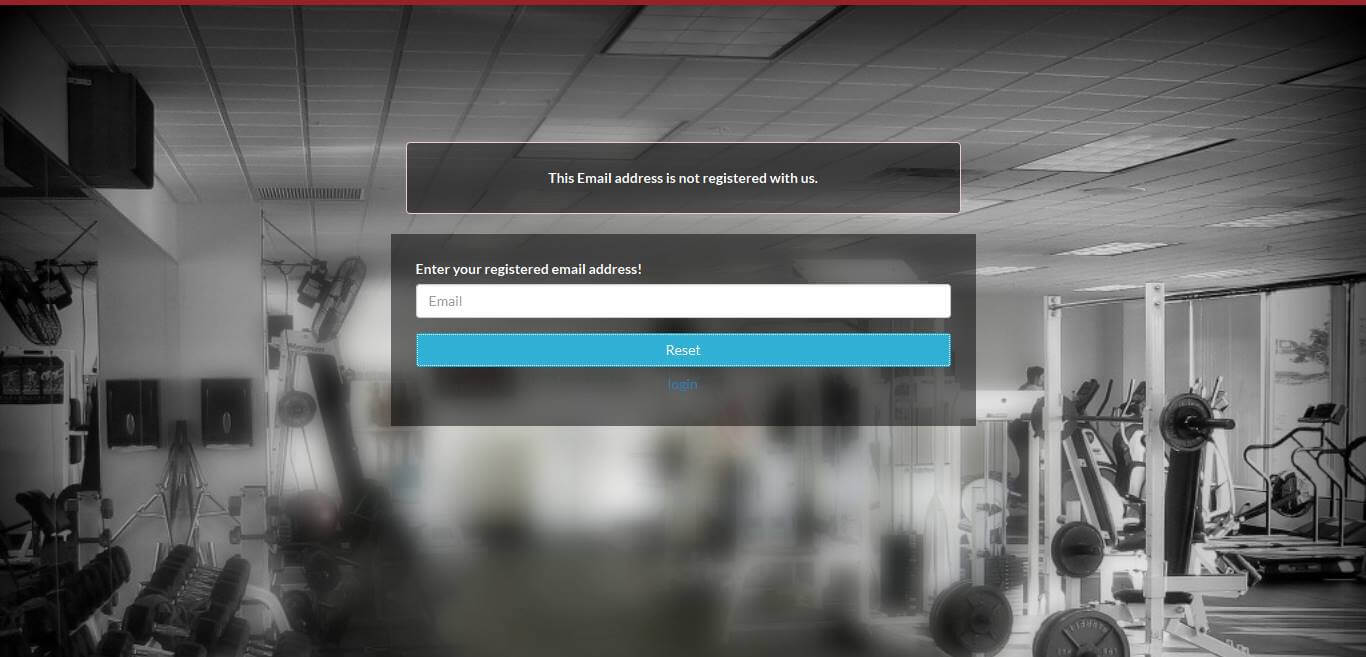 This Email address is not registered with us.
Enter your registered email address!
Email
Reset
login